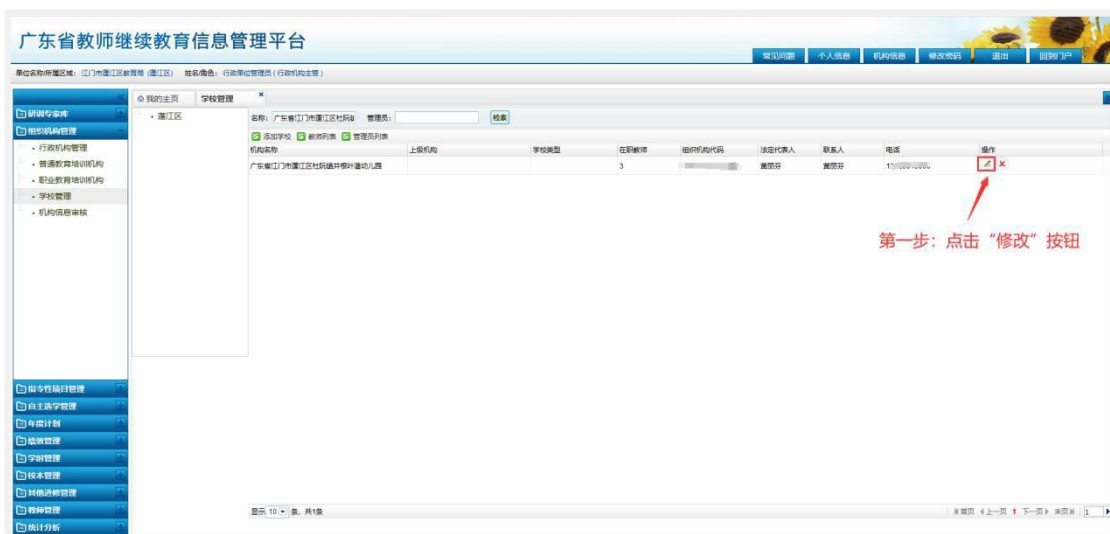 广东省教师继续教育信息管理平台
常见问题 个人信息 机构信息 修改密码 退出 回到门户
单位名称/所属区域: 江门市蓬江区教育局 (蓬江区) 姓名/角色: 行政单位管理员 (行政机构主管)
我的主页 学校管理 ×
研训专家库
组织机构管理
行政机构管理
普通教育培训机构
职业教育培训机构
学校管理
机构信息审核
蓬江区
名称: 广东省江门市蓬江区杜阮 管理员: 检索
添加学校 教师列表 管理员列表
机构名称 上级机构 学校类型 在职教师 组织机构代码 法定代表人 联系人 电话 操作
广东省江门市蓬江区杜阮镇井根叶蓬幼儿园 3 黄丽芬 黄丽芬
第一步：点击“修改”按钮
指令性项目管理
自主选学管理
年度计划
绩效管理
学时管理
校本管理
其他进修管理
教师管理
统计分析
显示 10 条, 共1条 首页 上一页 1 下一页 末页 1